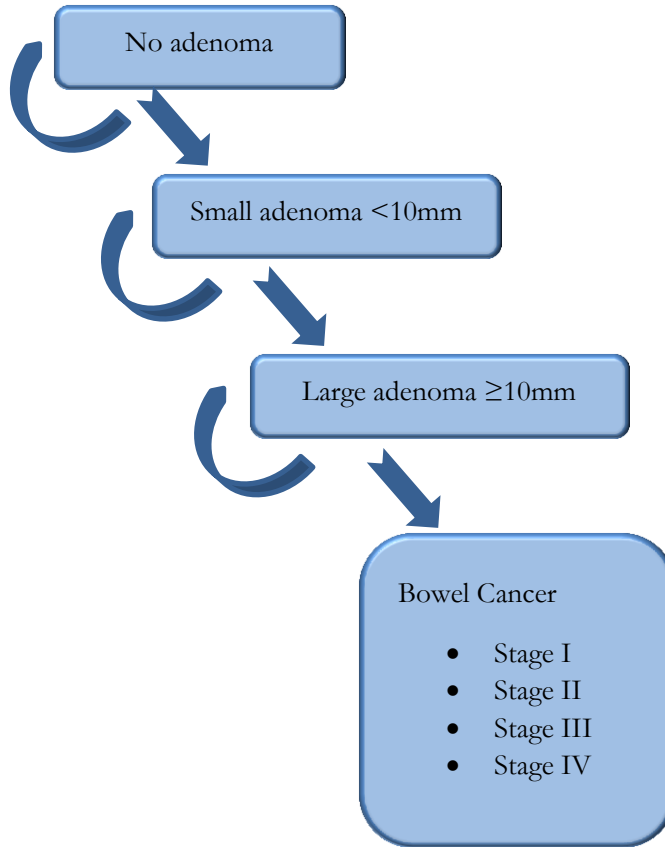 No adenoma
Small adenoma <10mm
Large adenoma ≥10mm
Bowel Cancer
• Stage I
• Stage II
• Stage III
• Stage IV